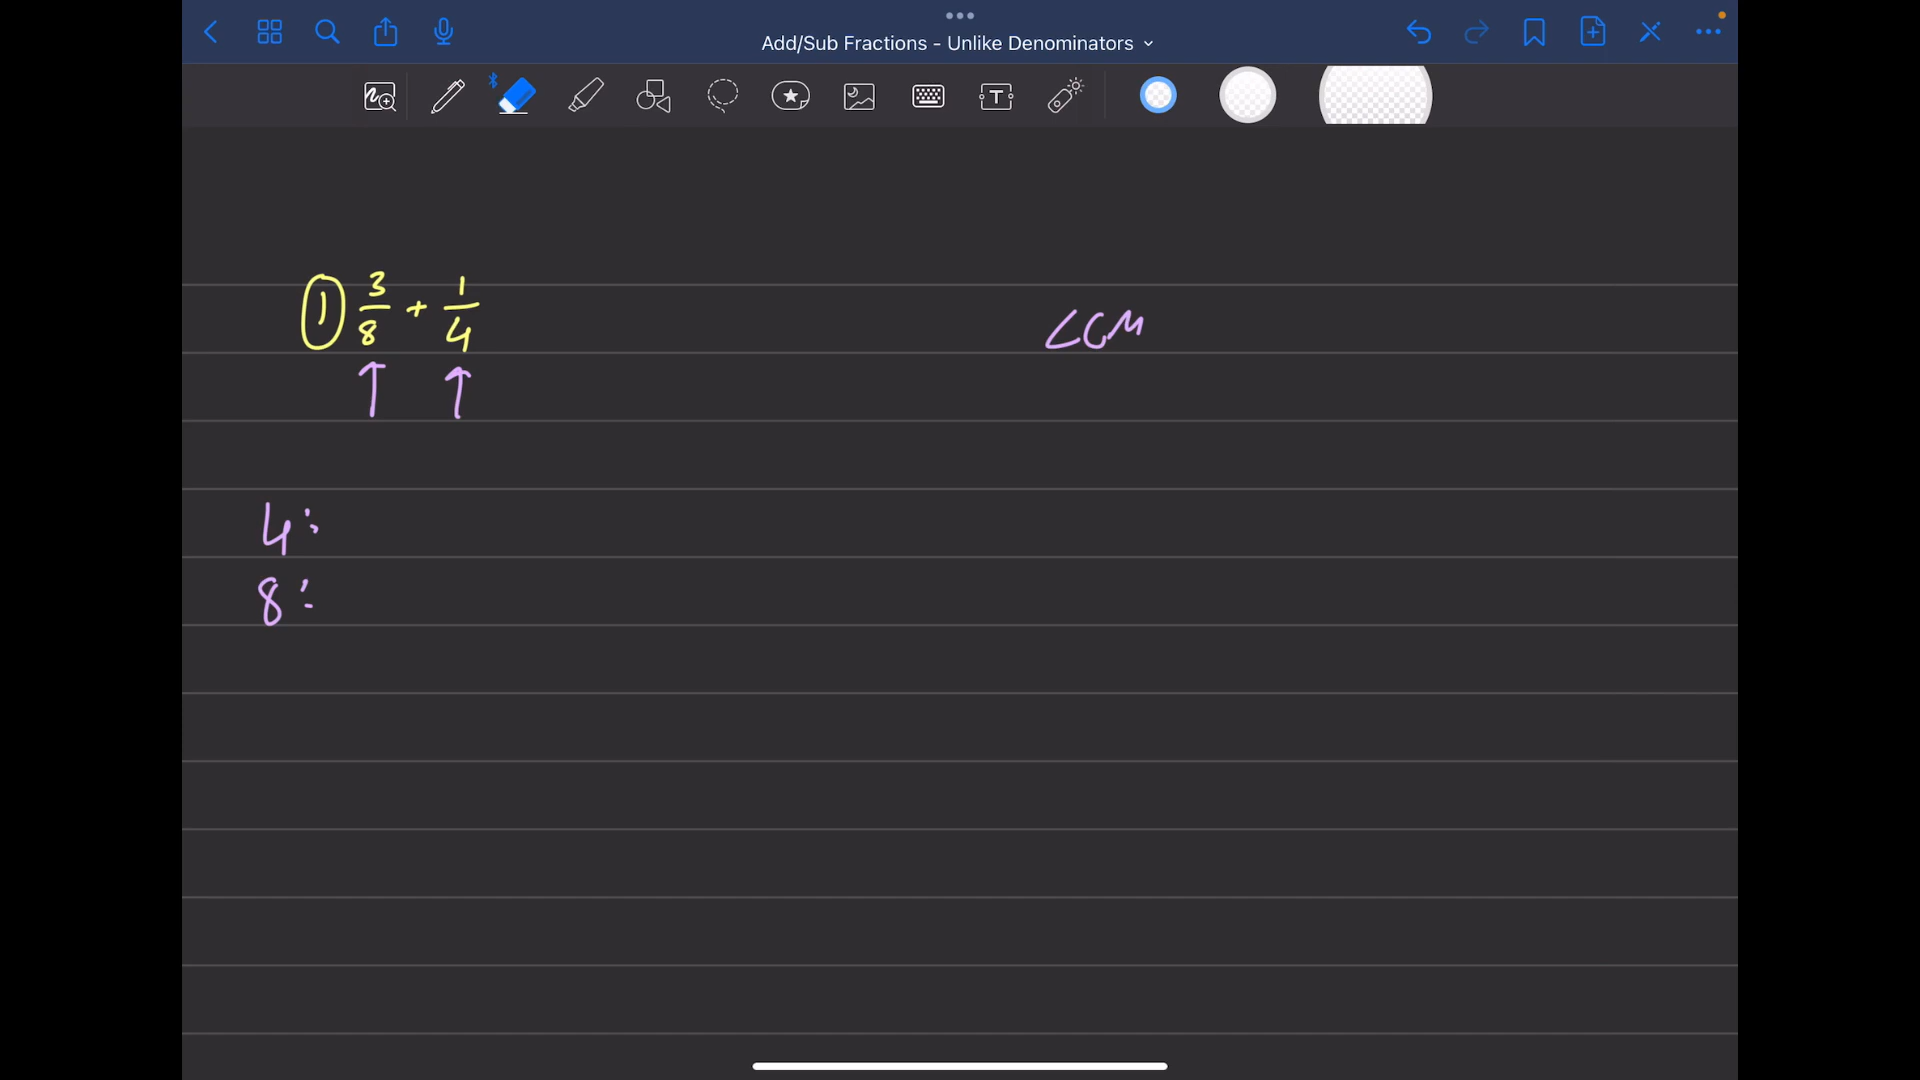 Add/Sub Fractions - Unlike Denominators
① 3/8 + 1/4
LCM
↑ ↑
4:
8: